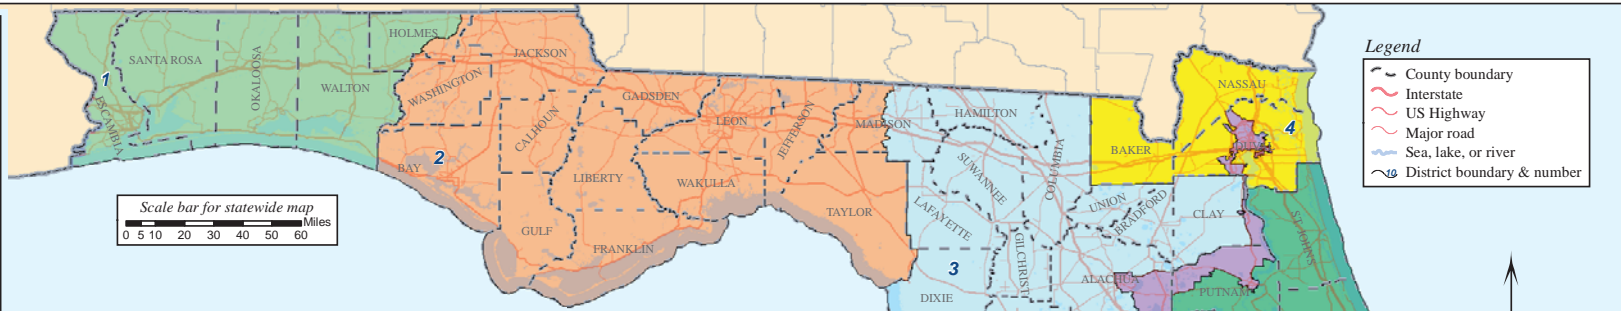 HOLMES
JACKSON
SANTA ROSA
OKALOOSA
WALTON
WASHINGTON
1
ESCAMBIA
GADSDEN
LEON
JEFFERSON
MADISON
HAMILTON
NASSAU
4
DUVAL
CALHOUN
2
BAY
LIBERTY
WAKULLA
SUWANNEE
COLUMBIA
BAKER
UNION
BRADFORD
CLAY
LAFAYETTE
TAYLOR
GULF
FRANKLIN
GILCHRIST
ST JOHNS
3
DIXIE
ALACHUA
PUTNAM
Scale bar for statewide map
Miles
0 5 10 20 30 40 50 60
Legend
County boundary
Interstate
US Highway
Major road
Sea, lake, or river
10 District boundary & number